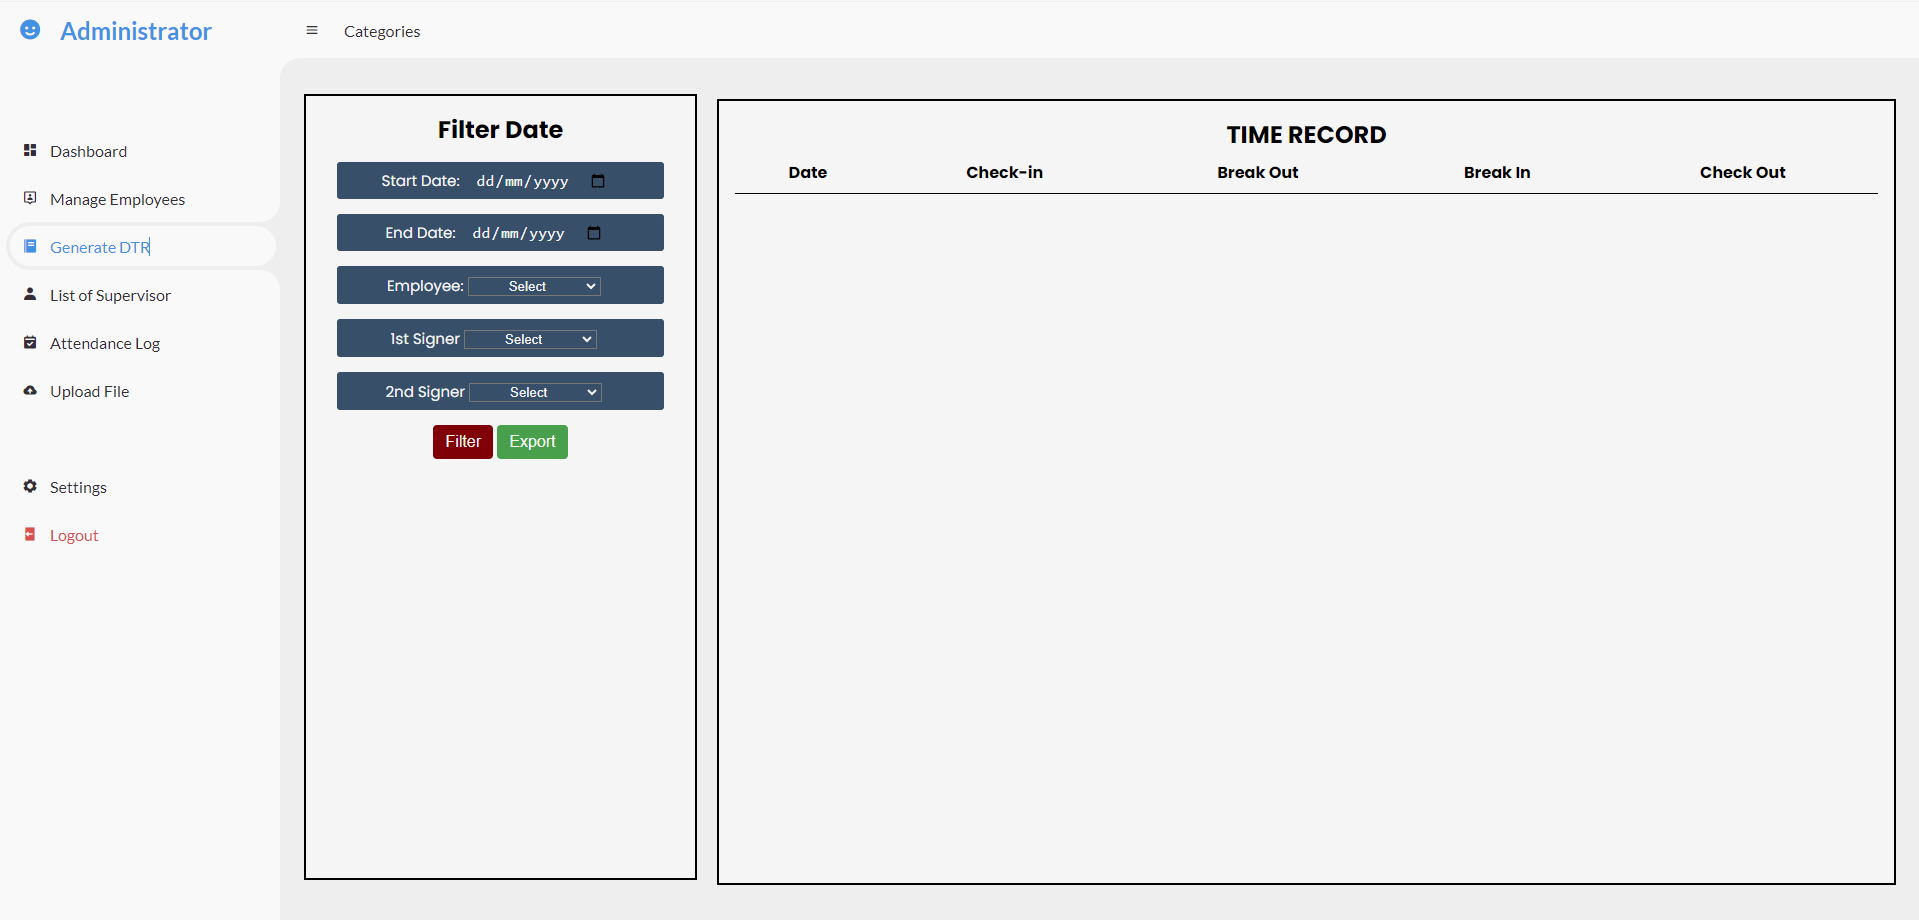 Administrator
Categories
Dashboard
Manage Employees
Generate DTR
List of Supervisor
Attendance Log
Upload File
Settings
Logout
Filter Date
Start Date: dd/mm/yyyy
End Date: dd/mm/yyyy
Employee: Select
1st Signer Select
2nd Signer Select
Filter Export
TIME RECORD
Date Check-in Break Out Break In Check Out